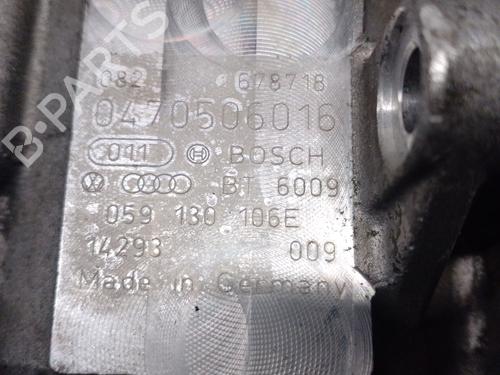 082 678718
0470506016
011 BOSCH
BT 6009
059 130 106E
14293 009
Made in Germany
B-PARTS